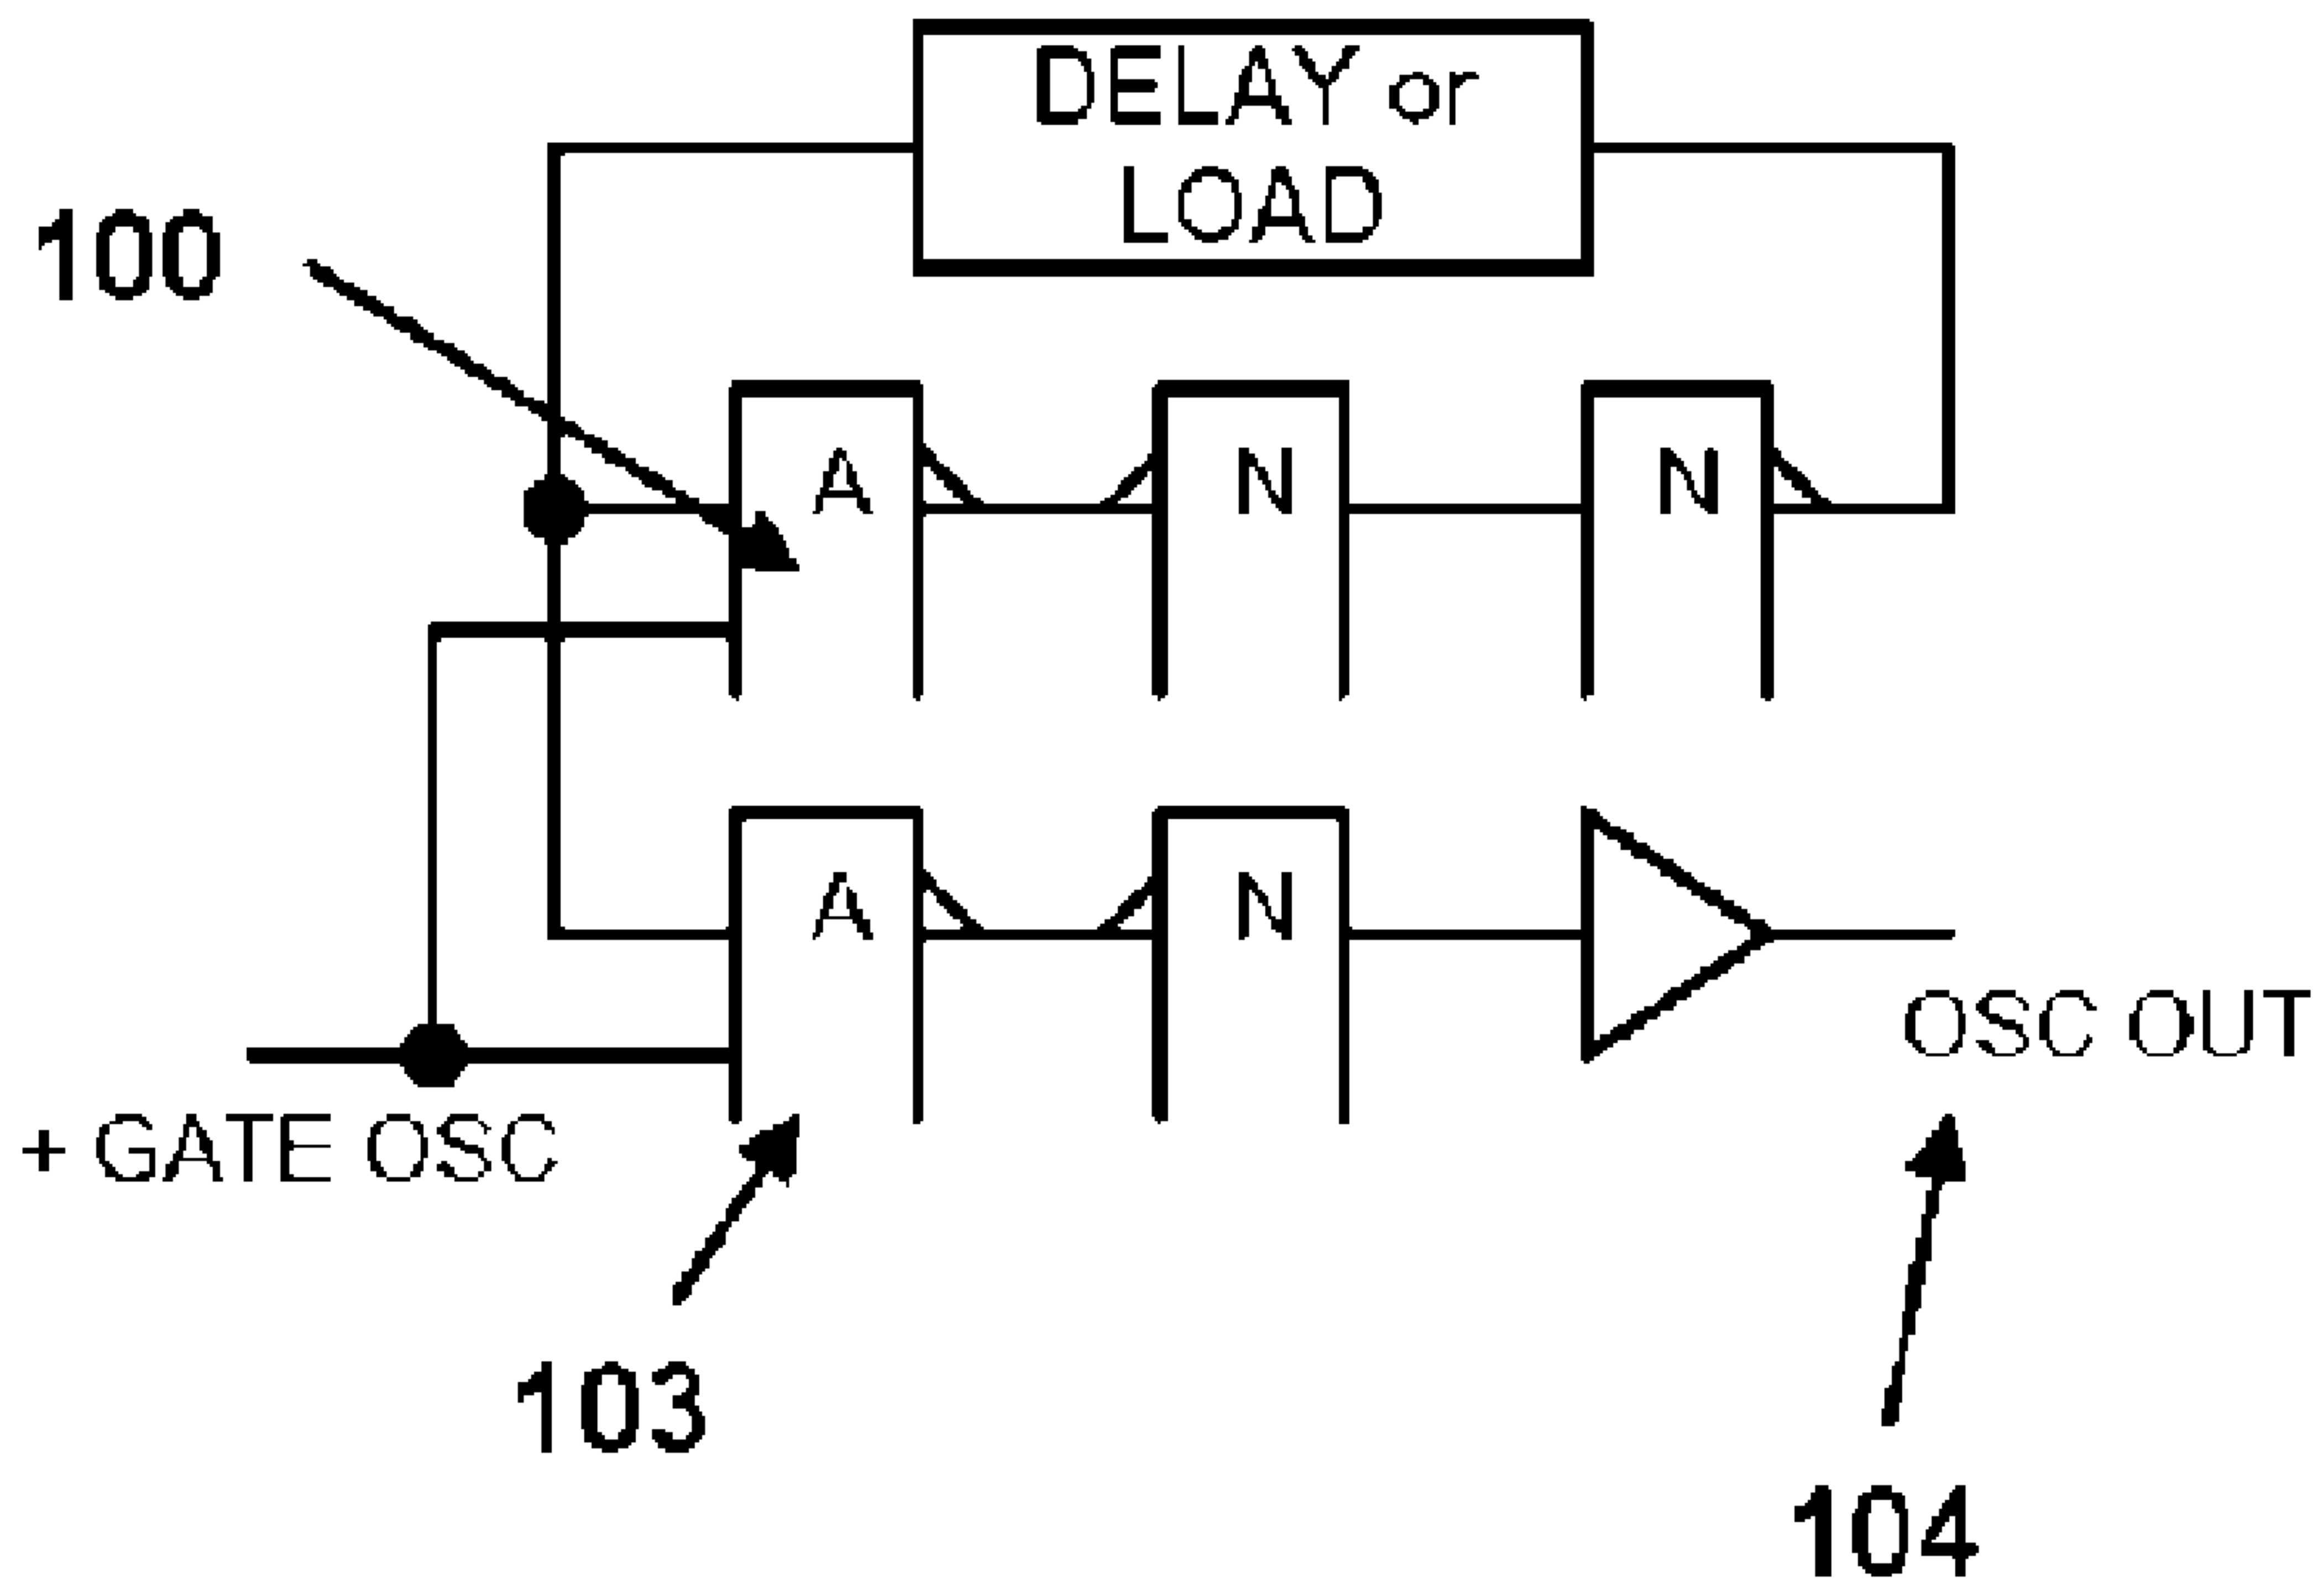 DELAY or
LOAD
100
A
N
N
A
N
OSC OUT
+ GATE OSC
103
104